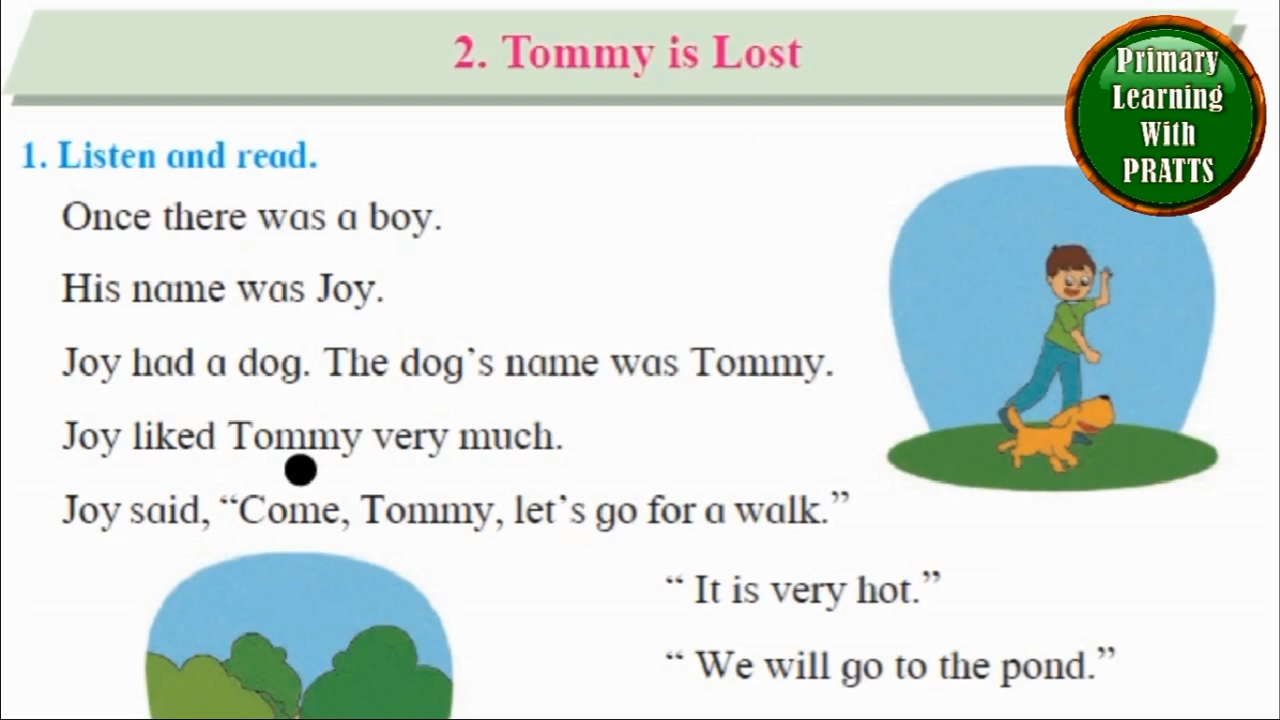 2. Tommy is Lost
Primary
Learning
With
PRATTS
1. Listen and read.
Once there was a boy.
His name was Joy.
Joy had a dog. The dog’s name was Tommy.
Joy liked Tommy very much.
Joy said, “Come, Tommy, let’s go for a walk.”
“ It is very hot.”
“ We will go to the pond.”